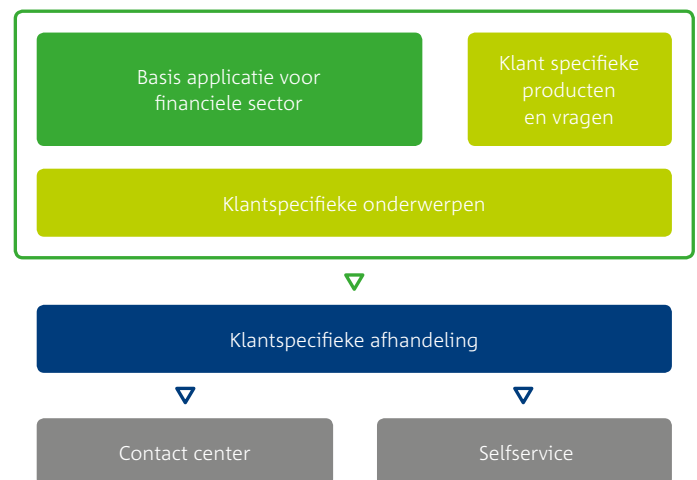 Basis applicatie voor
financiele sector
Klant specifieke
producten
en vragen
Klantspecifieke onderwerpen
Klantspecifieke afhandeling
Contact center
Selfservice